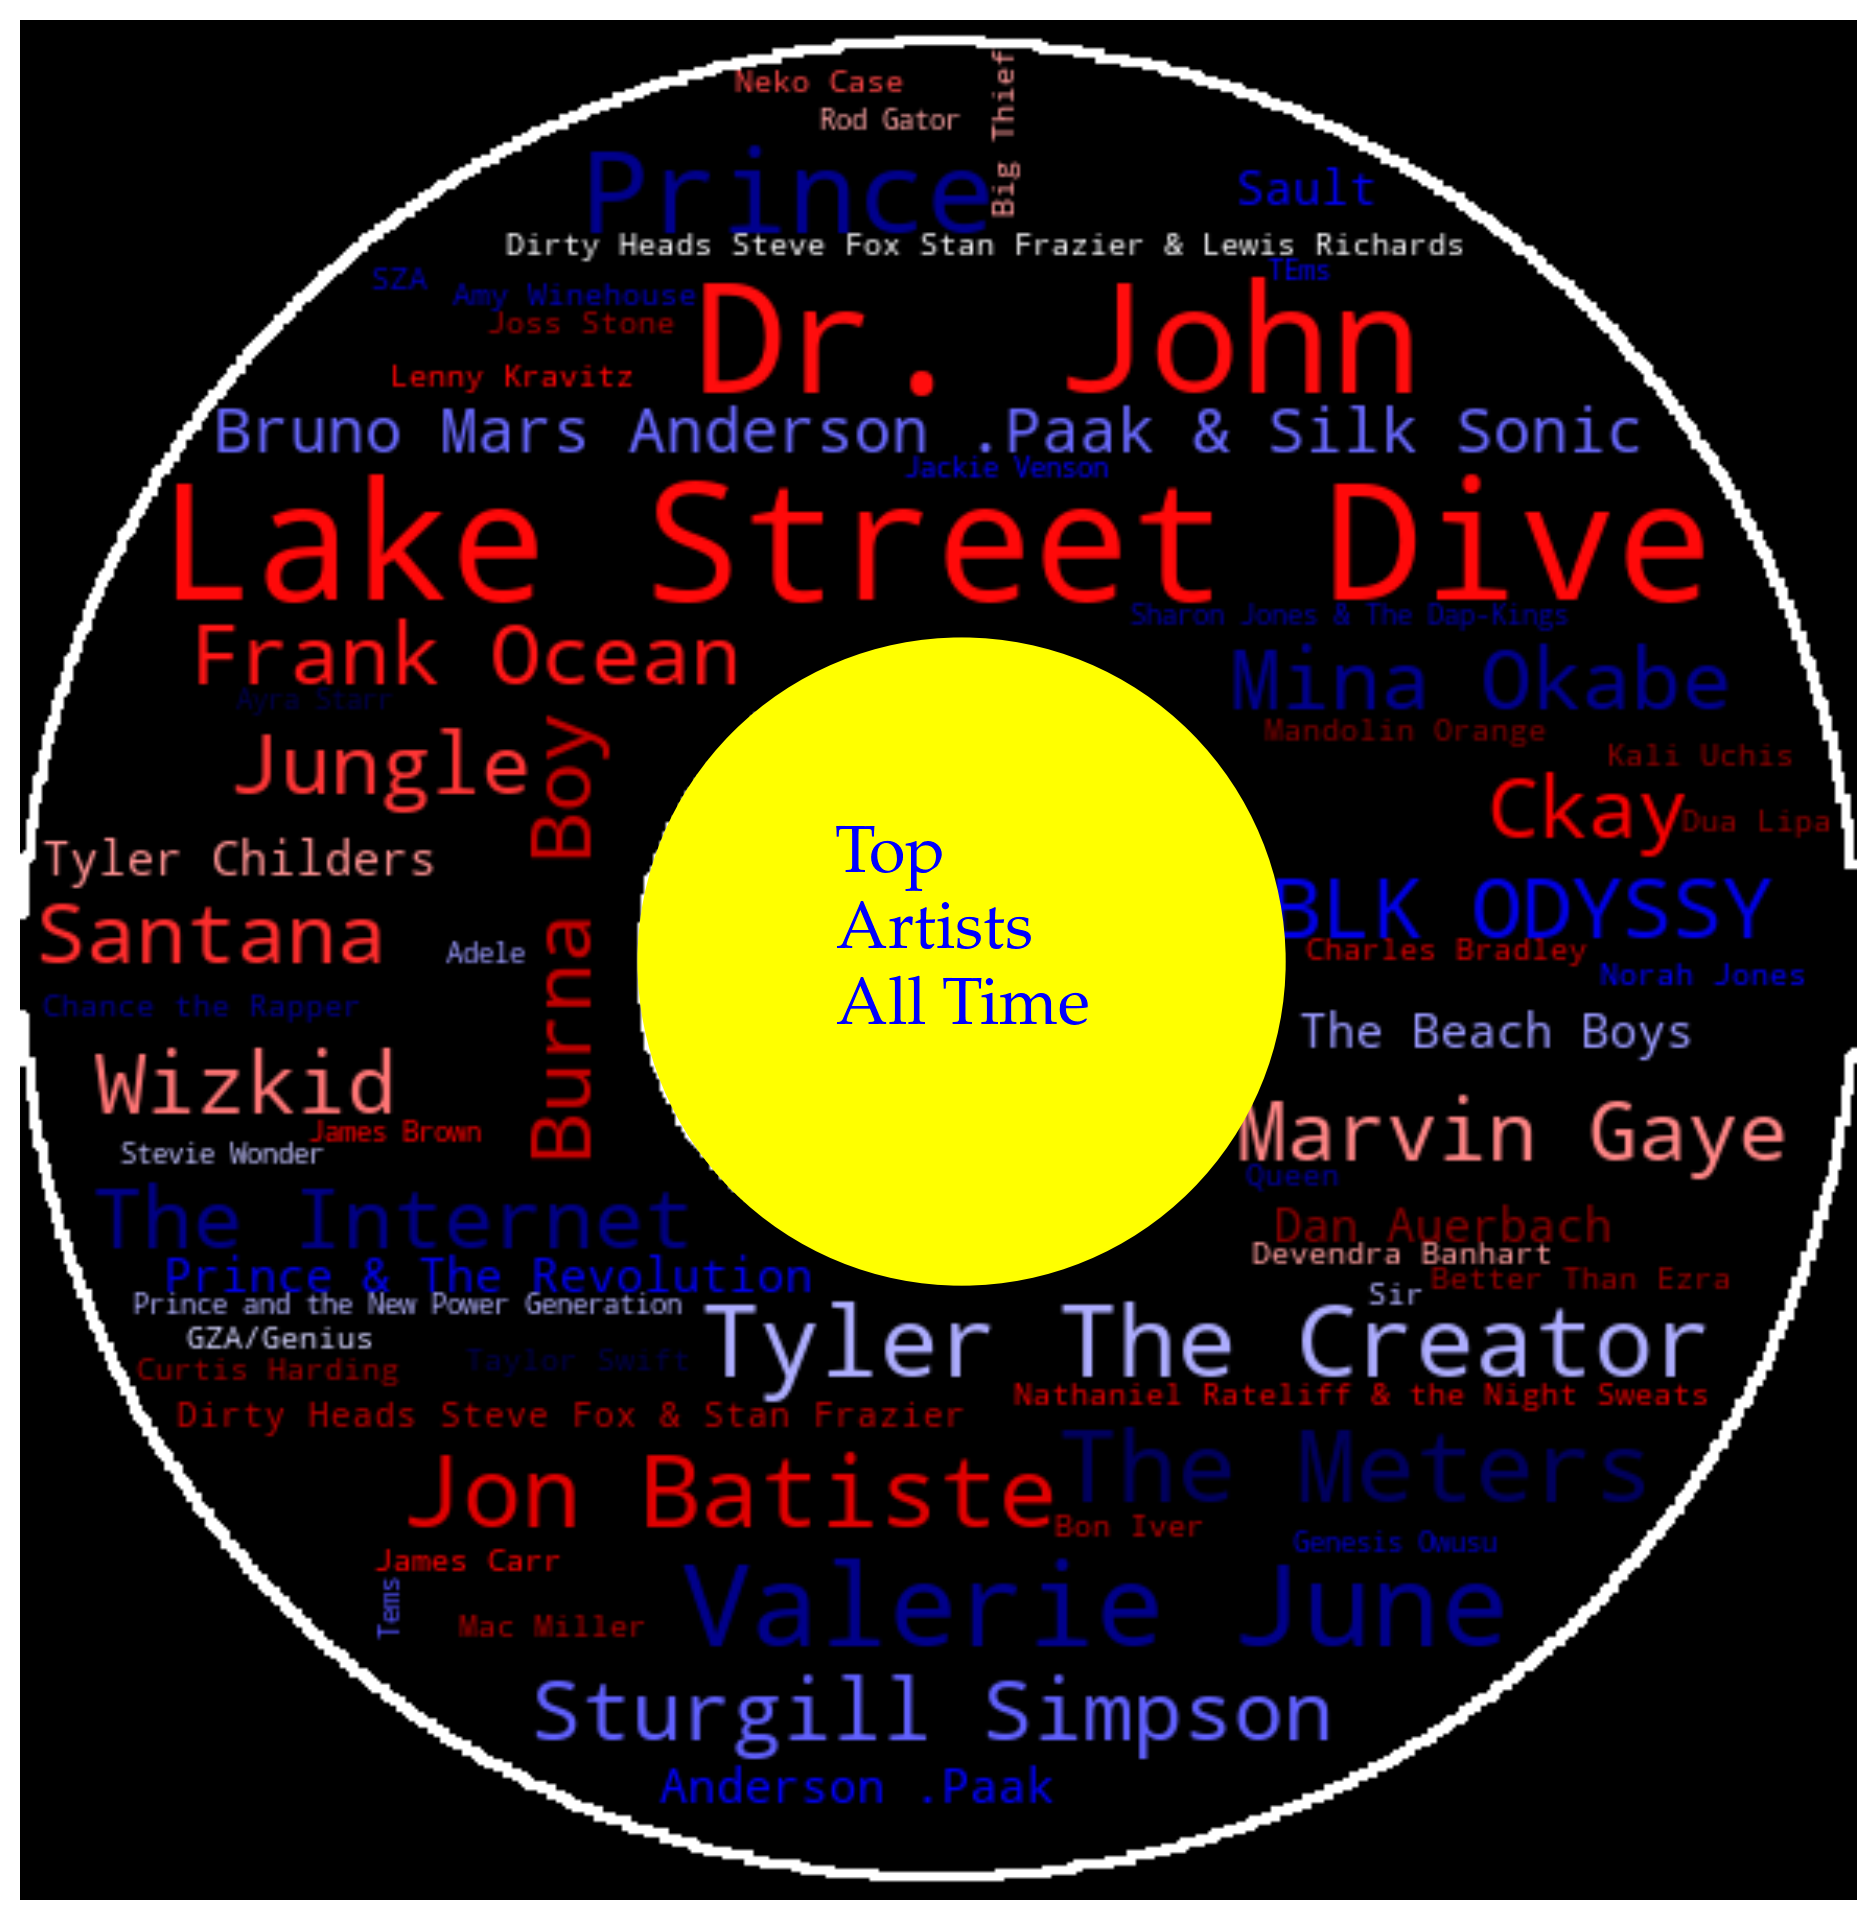 Neko Case
Big Thief
Rod Gator
Prince
Sault
Dirty Heads Steve Fox Stan Frazier & Lewis Richards
TEms
SZA
Amy Winehouse
Joss Stone
Dr. John
Lenny Kravitz
Bruno Mars Anderson .Paak & Silk Sonic
Jackie Venson
Lake Street Dive
Sharon Jones & The Dap-Kings
Frank Ocean
Mina Okabe
Ayra Starr
Mandolin Orange
Kali Uchis
Jungle
Burna Boy
Ckay
Dua Lipa
Tyler Childers
Top
Artists
All Time
BLK ODYSSY
Santana
Adele
Charles Bradley
Norah Jones
Chance the Rapper
The Beach Boys
Wizkid
Marvin Gaye
James Brown
Stevie Wonder
Queen
The Internet
Dan Auerbach
Devendra Banhart
Prince & The Revolution
Better Than Ezra
Sir
Prince and the New Power Generation
GZA/Genius
Tyler The Creator
Curtis Harding
Taylor Swift
Nathaniel Rateliff & the Night Sweats
Dirty Heads Steve Fox & Stan Frazier
The Meters
Jon Batiste
Bon Iver
Genesis Owusu
James Carr
Tems
Valerie June
Mac Miller
Sturgill Simpson
Anderson .Paak